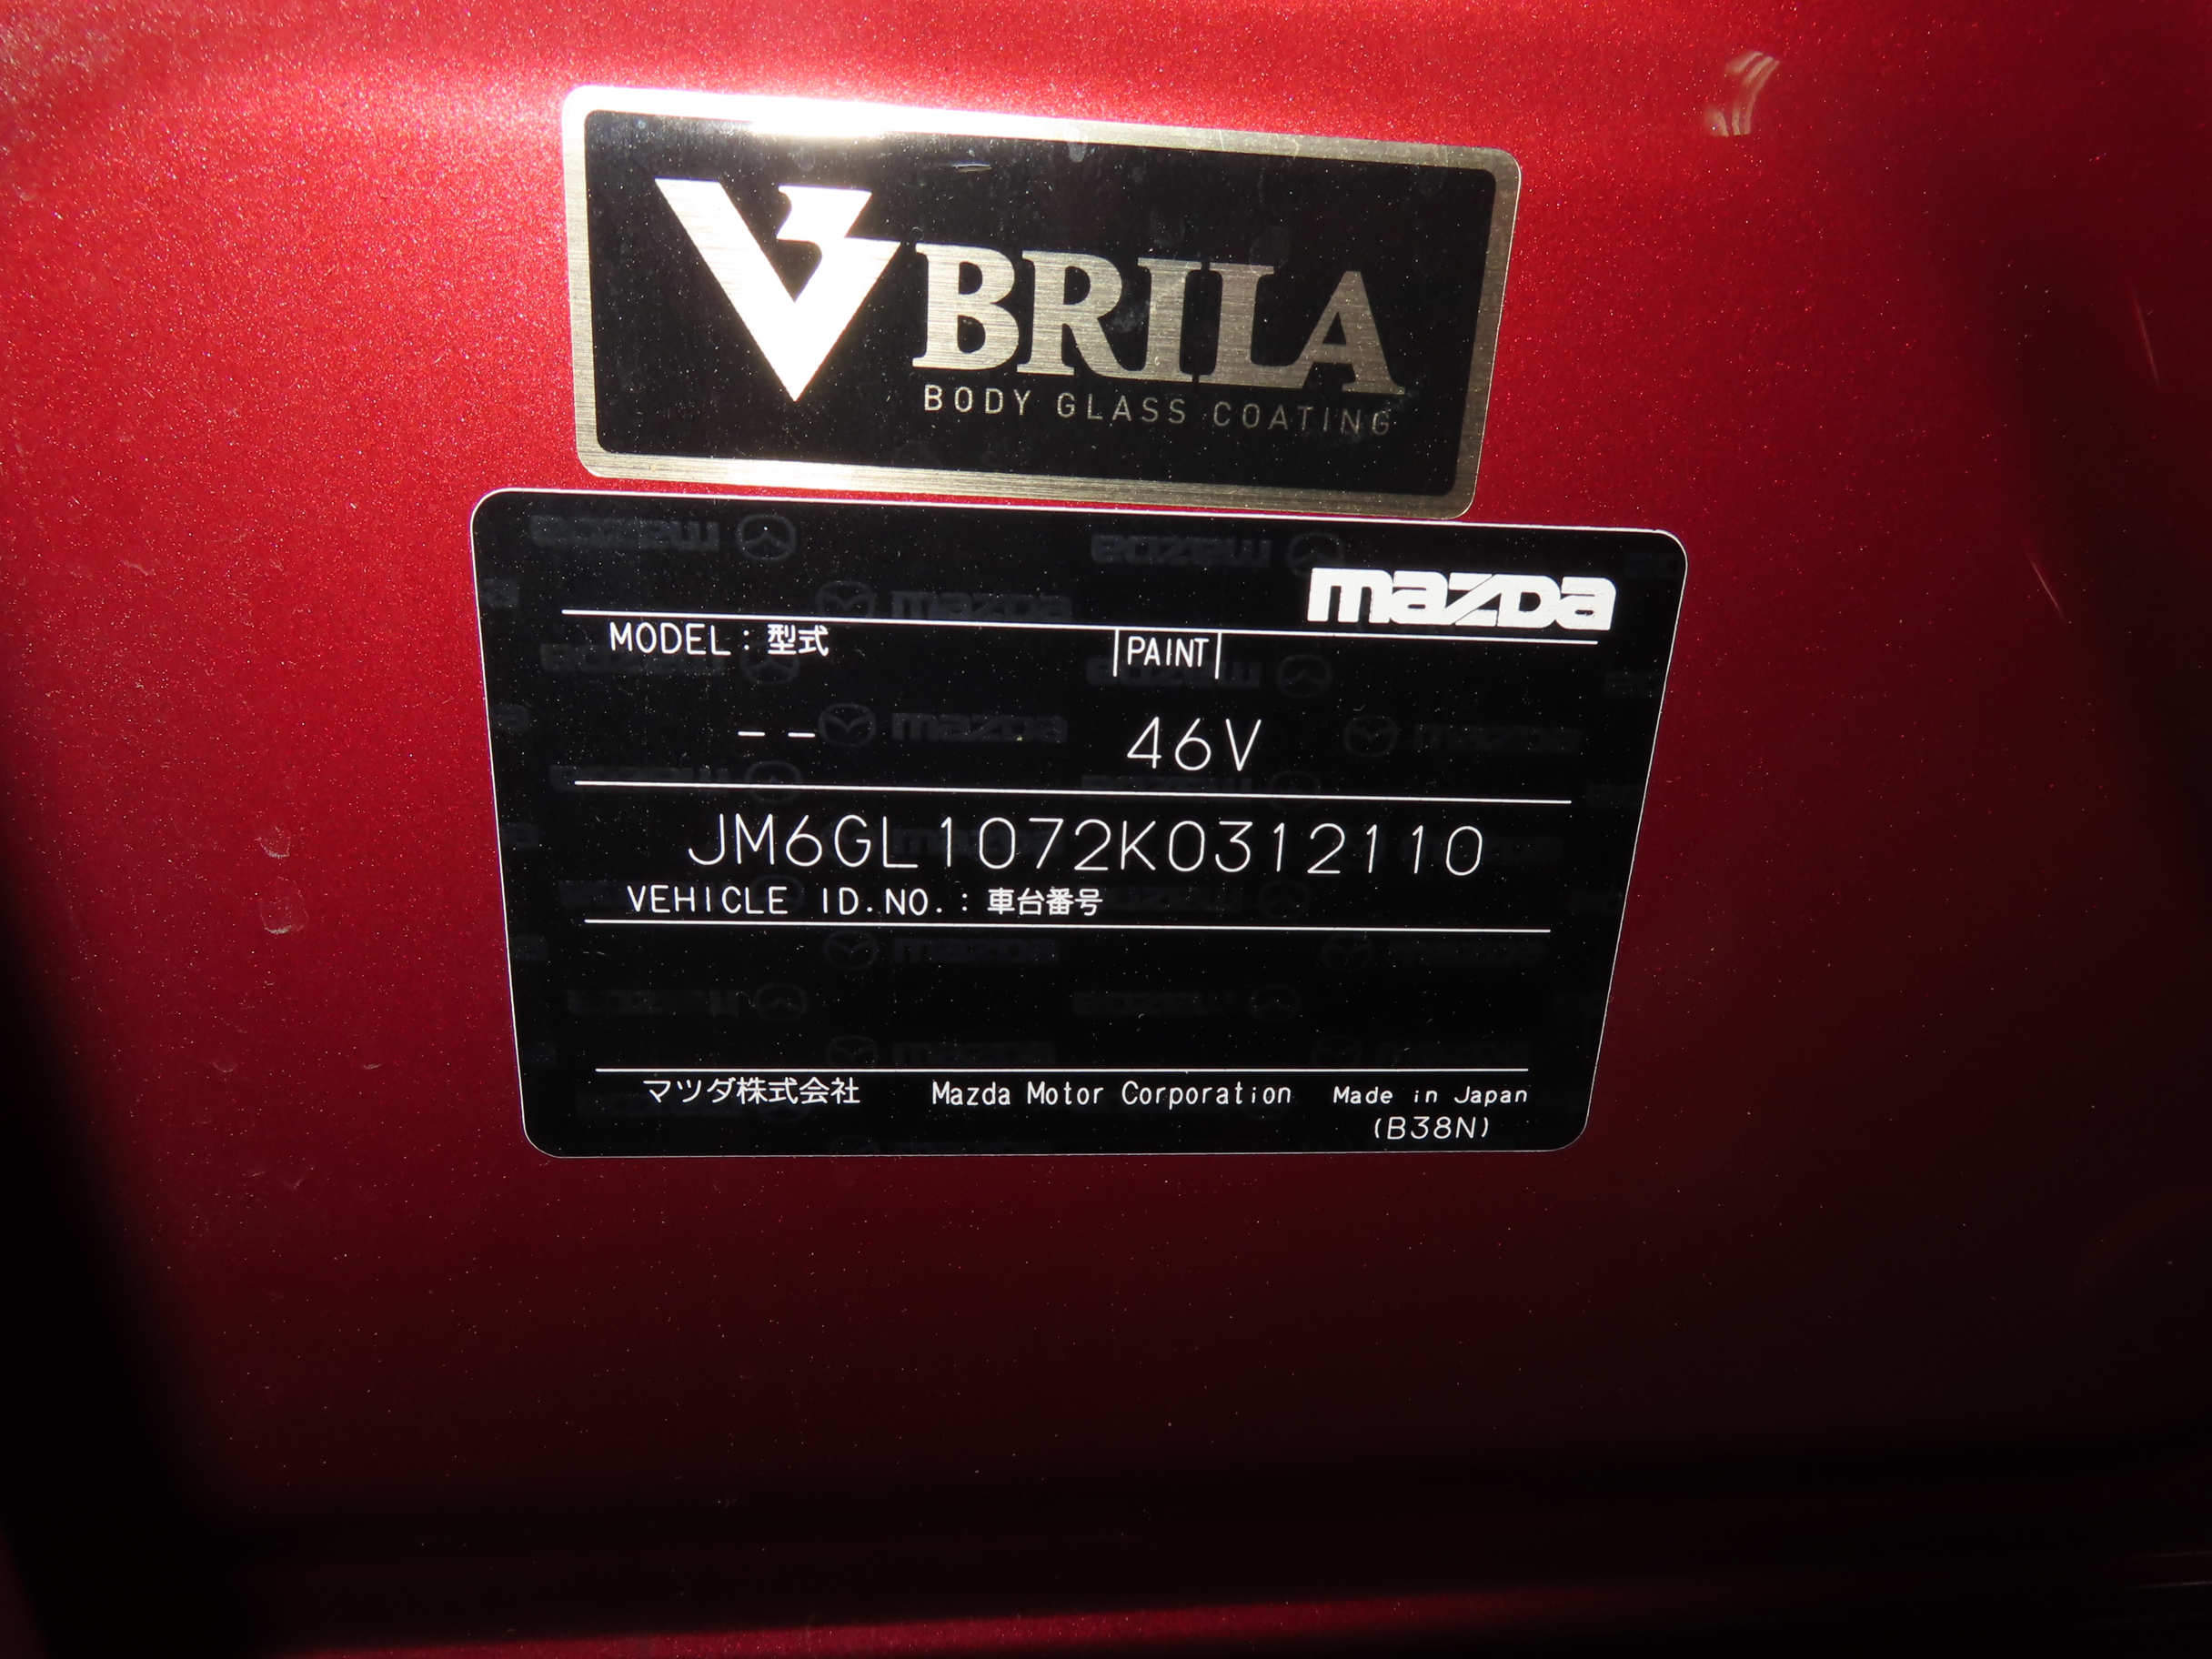 V3 BRILA
BODY GLASS COATING
mazda
MODEL : 型式 PAINT
-- 46V
JM6GL1072K0312110
VEHICLE ID.NO. : 車台番号
マツダ株式会社 Mazda Motor Corporation Made in Japan
(B38N)